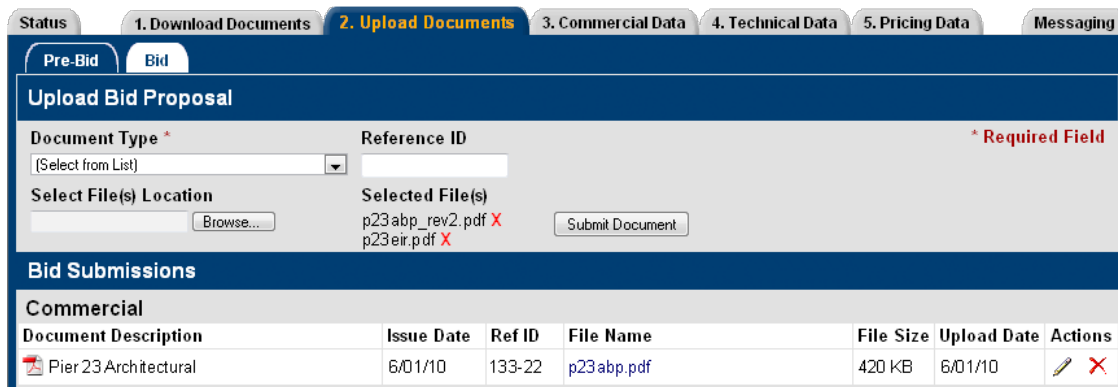 Status 1. Download Documents 2. Upload Documents 3. Commercial Data 4. Technical Data 5. Pricing Data Messaging
Pre-Bid Bid
Upload Bid Proposal
Document Type * Reference ID * Required Field
(Select from List)
Select File(s) Location Selected File(s)
Browse... p23abp_rev2.pdf X Submit Document
p23eir.pdf X
Bid Submissions
Commercial
Document Description Issue Date Ref ID File Name File Size Upload Date Actions
Pier 23 Architectural 6/01/10 133-22 p23abp.pdf 420 KB 6/01/10